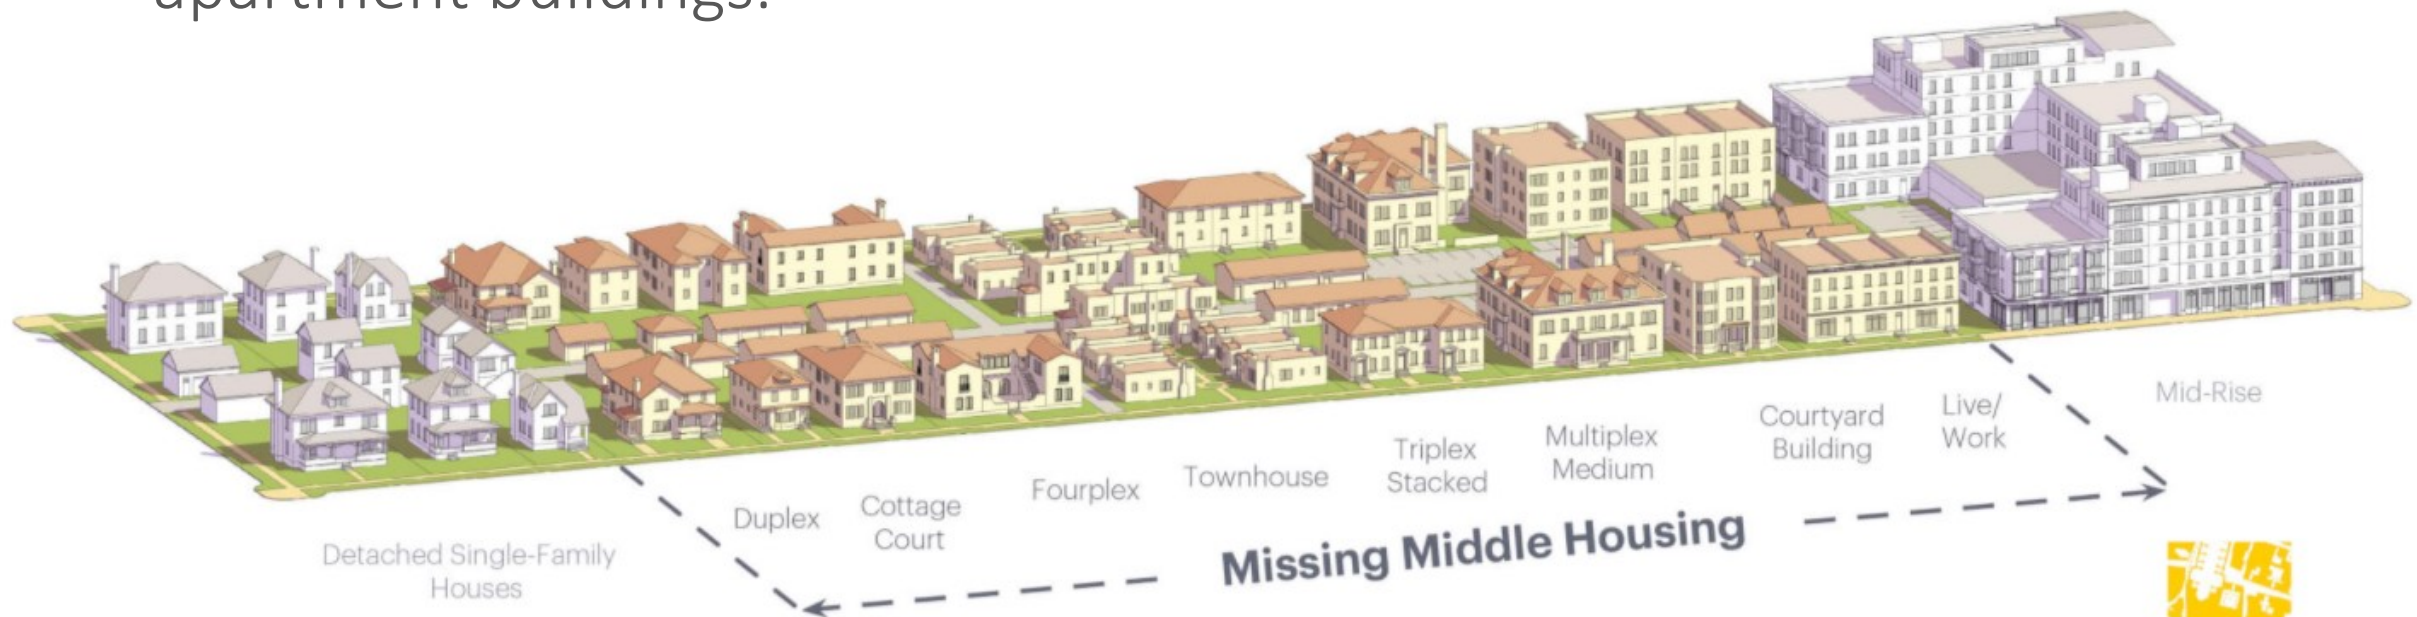 apartment buildings.
Detached Single-Family
Houses
Duplex
Cottage
Court
Fourplex
Townhouse
Triplex
Stacked
Multiplex
Medium
Courtyard
Building
Live/
Work
Mid-Rise
Missing Middle Housing